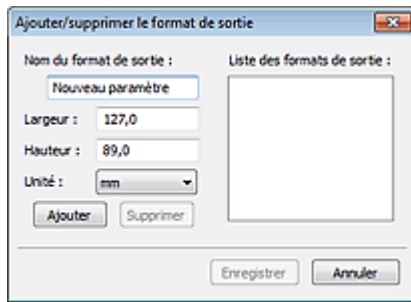 Ajouter/supprimer le format de sortie
Nom du format de sortie :
Nouveau paramètre
Largeur : 127,0
Hauteur : 89,0
Unité : mm
Ajouter Supprimer
Liste des formats de sortie :
Enregistrer Annuler